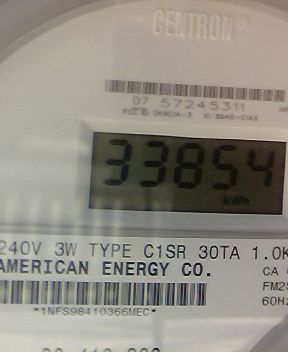 CENTRON®
07 57245311
33854
kWh
240V 3W TYPE C1SR 30TA 1.0K
AMERICAN ENERGY CO.
CA
FM2S
60Hz
*1NFS98410366MEC*